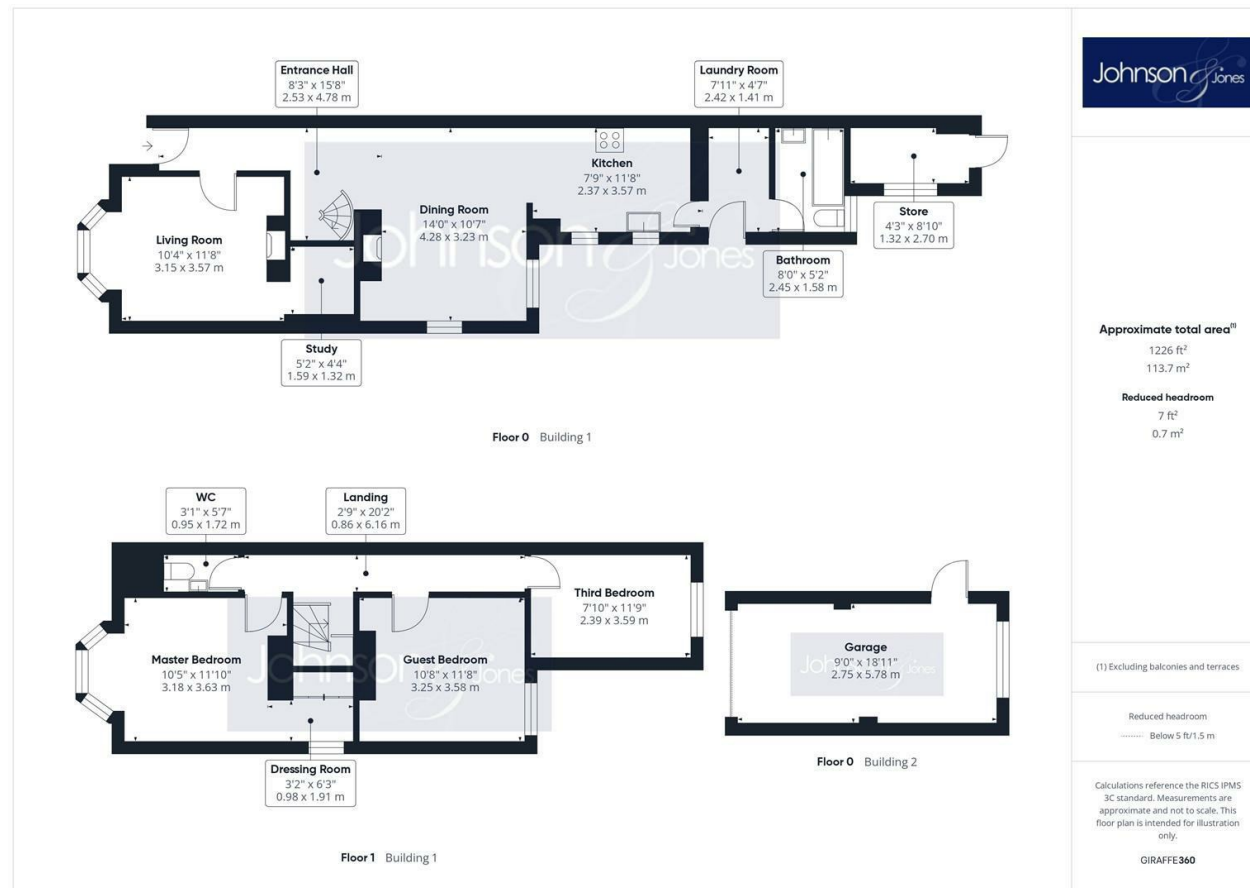 Entrance Hall
8'3" x 15'8"
2.53 x 4.78 m
Laundry Room
7'11" x 4'7"
2.42 x 1.41 m
Kitchen
7'9" x 11'8"
2.37 x 3.57 m
Dining Room
14'0" x 10'7"
4.28 x 3.23 m
Living Room
10'4" x 11'8"
3.15 x 3.57 m
Store
4'3" x 8'10"
1.32 x 2.70 m
Bathroom
8'0" x 5'2"
2.45 x 1.58 m
Study
5'2" x 4'4"
1.59 x 1.32 m
Johnson & Jones
Floor 0 Building 1
WC
3'1" x 5'7"
0.95 x 1.72 m
Landing
2'9" x 20'2"
0.86 x 6.16 m
Third Bedroom
7'10" x 11'9"
2.39 x 3.59 m
Master Bedroom
10'5" x 11'10"
3.18 x 3.63 m
Guest Bedroom
10'8" x 11'8"
3.25 x 3.58 m
Johnson & Jones
Dressing Room
3'2" x 6'3"
0.98 x 1.91 m
Floor 1 Building 1
Garage
9'0" x 18'11"
2.75 x 5.78 m
Johnson & Jones
Floor 0 Building 2
Johnson & Jones
Approximate total area(1)
1226 ft²
113.7 m²
Reduced headroom
7 ft²
0.7 m²
(1) Excluding balconies and terraces
Reduced headroom
Below 5 ft/1.5 m
Calculations reference the RICS IPMS
3C standard. Measurements are
approximate and not to scale. This
floor plan is intended for illustration
only.
GIRAFFE360